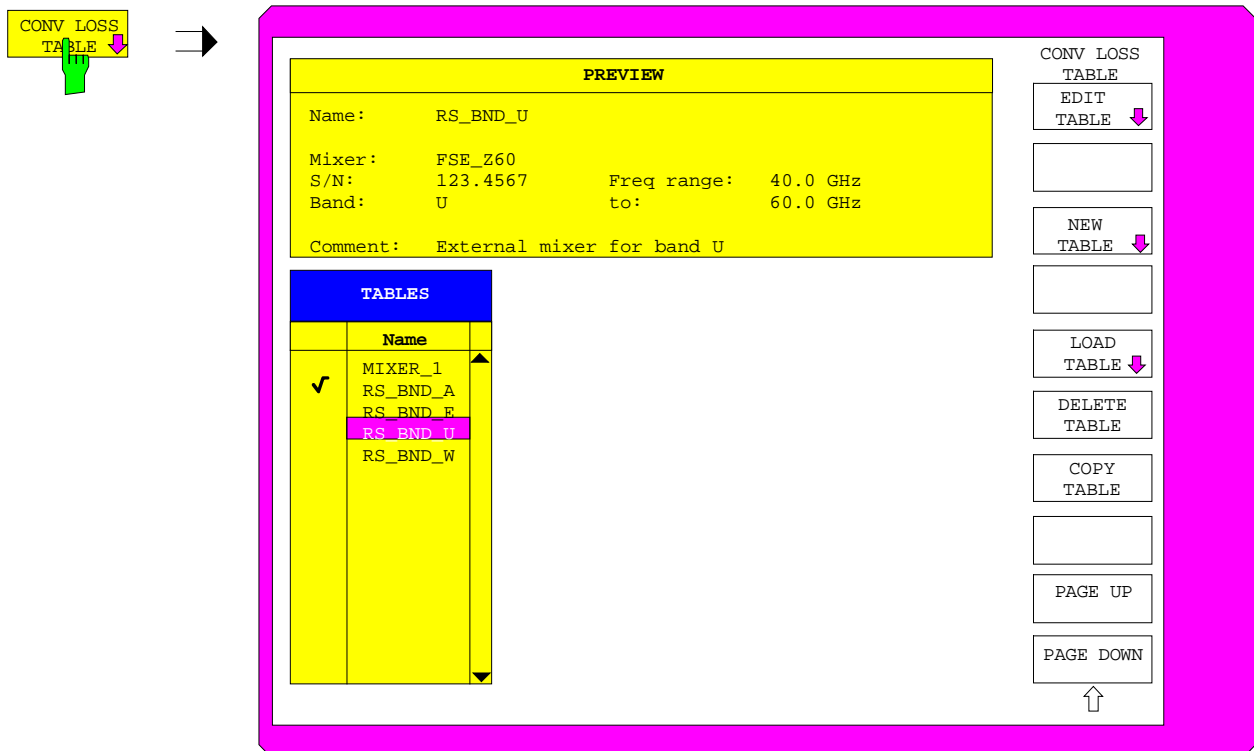 CONV LOSS
TABLE
PREVIEW
Name: RS_BND_U
Mixer: FSE_Z60
S/N: 123.4567 Freq range: 40.0 GHz
Band: U to: 60.0 GHz
Comment: External mixer for band U
TABLES
Name
MIXER_1
√ RS_BND_A
RS_BND_E
RS_BND_U
RS_BND_W
CONV LOSS
TABLE
EDIT
TABLE
NEW
TABLE
LOAD
TABLE
DELETE
TABLE
COPY
TABLE
PAGE UP
PAGE DOWN